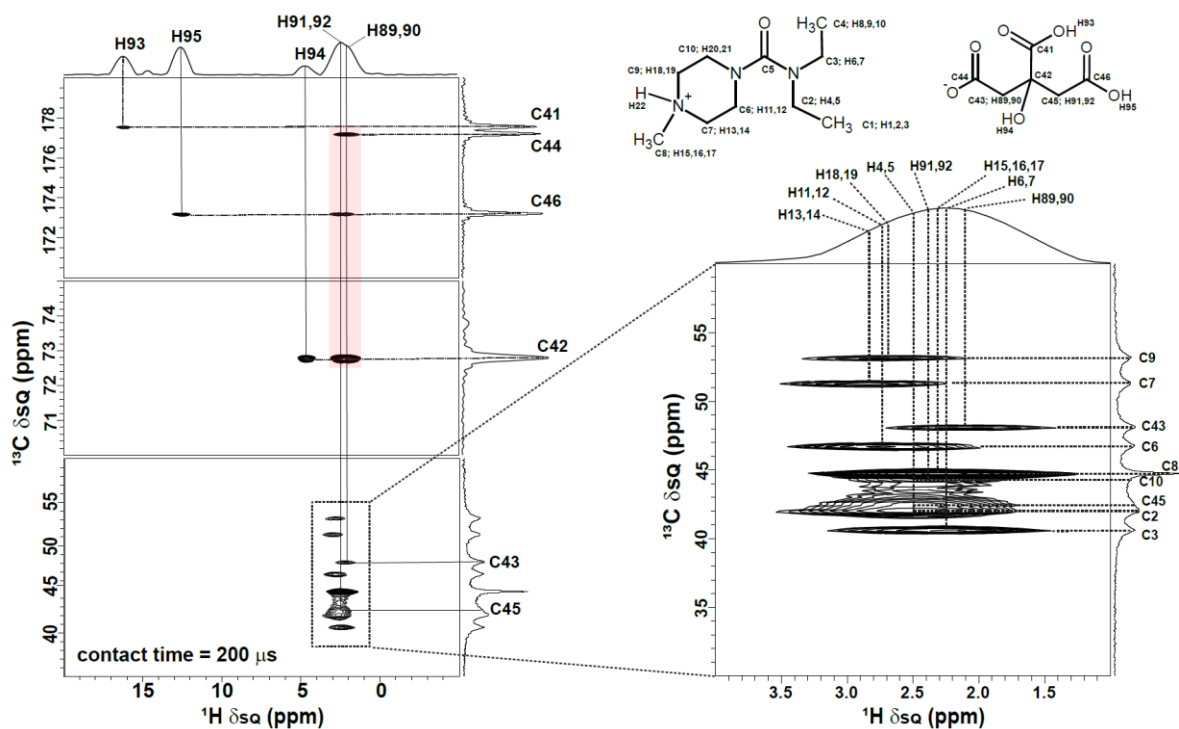 H93
H95
H94
H91,92
H89,90
178
176
174
172
C41
C44
C46
74
73
72
71
C42
13C δSQ (ppm)
55
50
45
40
C43
C45
contact time = 200 μs
15
10
5
0
1H δSQ (ppm)
C10; H20,21
C9; H18,19
H
H22
N
+
H3C
C8; H15,16,17
C7; H13,14
C6; H11,12
N
O
C5
N
H3C
C4; H8,9,10
C3; H6,7
C2; H4,5
CH3
C1; H1,2,3
O
C44
-O
C43; H89,90
HO
H94
O
C41
OH
H93
C42
C45; H91,92
O
C46
OH
H95
H13,14
H11,12
H18,19
H4,5
H91,92
H15,16,17
H6,7
H89,90
13C δSQ (ppm)
55
50
45
40
35
C9
C7
C43
C6
C8
C10
C45
C2
C3
3.5
3.0
2.5
2.0
1.5
1H δSQ (ppm)